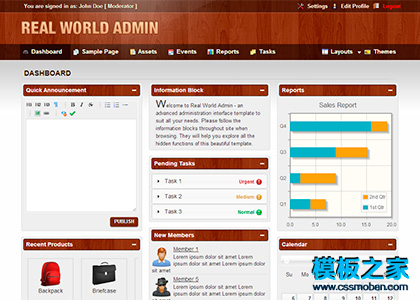 You are signed in as: John Doe [ Moderator ]
Settings | Edit Profile Logout
REAL WORLD ADMIN
Dashboard Sample Page Assets Events Reports Tasks Layouts Themes
DASHBOARD
Quick Announcement
PUBLISH
Recent Products
Backpack Briefcase
Information Block
Welcome to Real World Admin - an
advanced administration interface template to
suit all your needs. Please follow the
information blocks throughout site when
browsing. They will help you explore all the
hidden functions of this beautiful template.
Pending Tasks
Task 1 Urgent
Task 2 Medium
Task 3 Normal
New Members
Member 1
Lorem ipsum dolor sit amet
lorem ipsum dolor sit amet
Member 5
Lorem ipsum dolor sit amet
Reports
Sales Report
Q4
Q3
Q2
Q1
2nd Qtr
1st Qtr
0.0 5.0 10.0 15.0 20.0
Calendar
模板之家
www.cssmoban.com